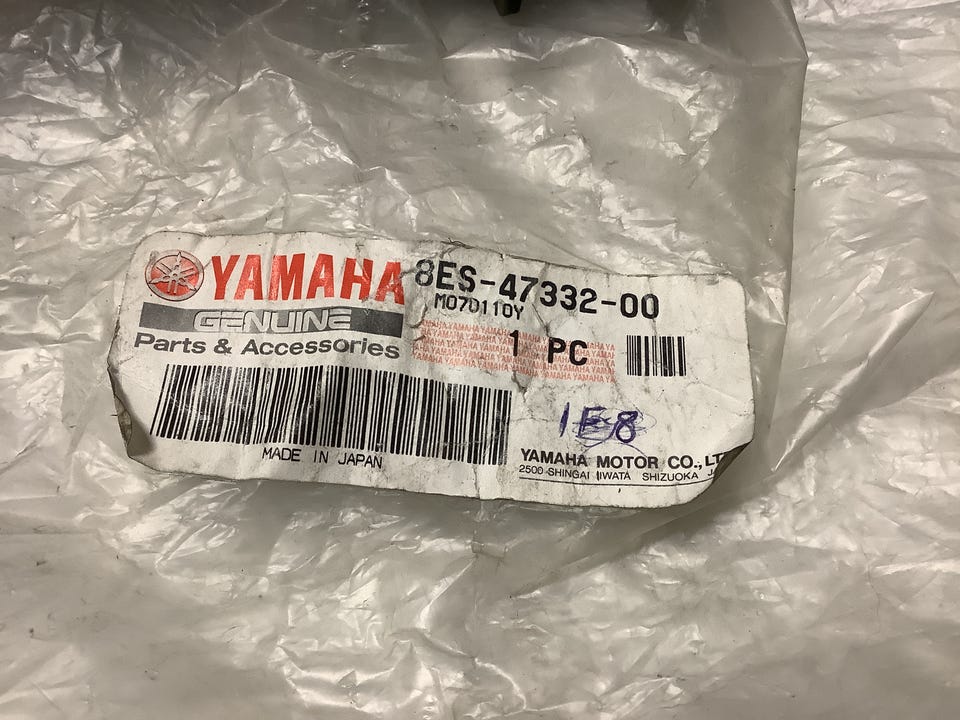 YAMAHA 8ES-47332-00
GENUINE M070110Y
Parts & Accessories 1 PC
1E8
MADE IN JAPAN
YAMAHA MOTOR CO.,LT
2500 SHINGAI IWATA SHIZUOKA